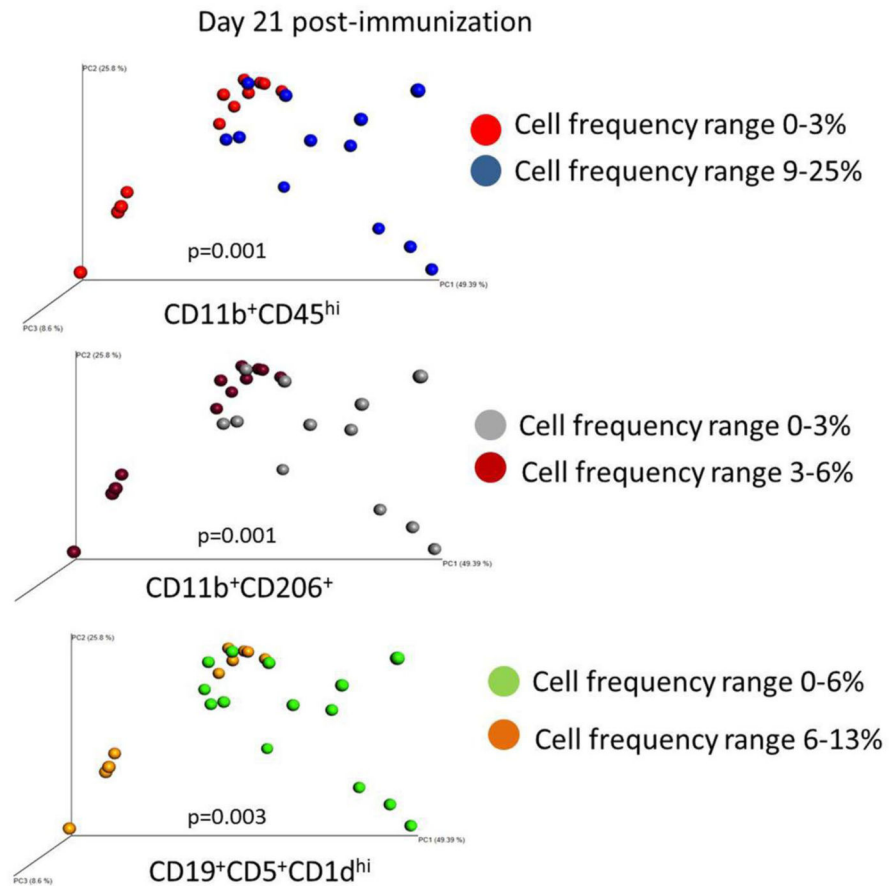 Day 21 post-immunization
PC2 (25.8 %)
Cell frequency range 0-3%
Cell frequency range 9-25%
p=0.001
PC1 (49.39 %)
CD11b⁺CD45ʰⁱ
PC3 (8.6 %)
PC2 (25.8 %)
Cell frequency range 0-3%
Cell frequency range 3-6%
p=0.001
PC1 (49.39 %)
CD11b⁺CD206⁺
PC2 (25.8 %)
Cell frequency range 0-6%
Cell frequency range 6-13%
p=0.003
PC1 (49.39 %)
CD19⁺CD5⁺CD1dʰⁱ
PC3 (8.6 %)